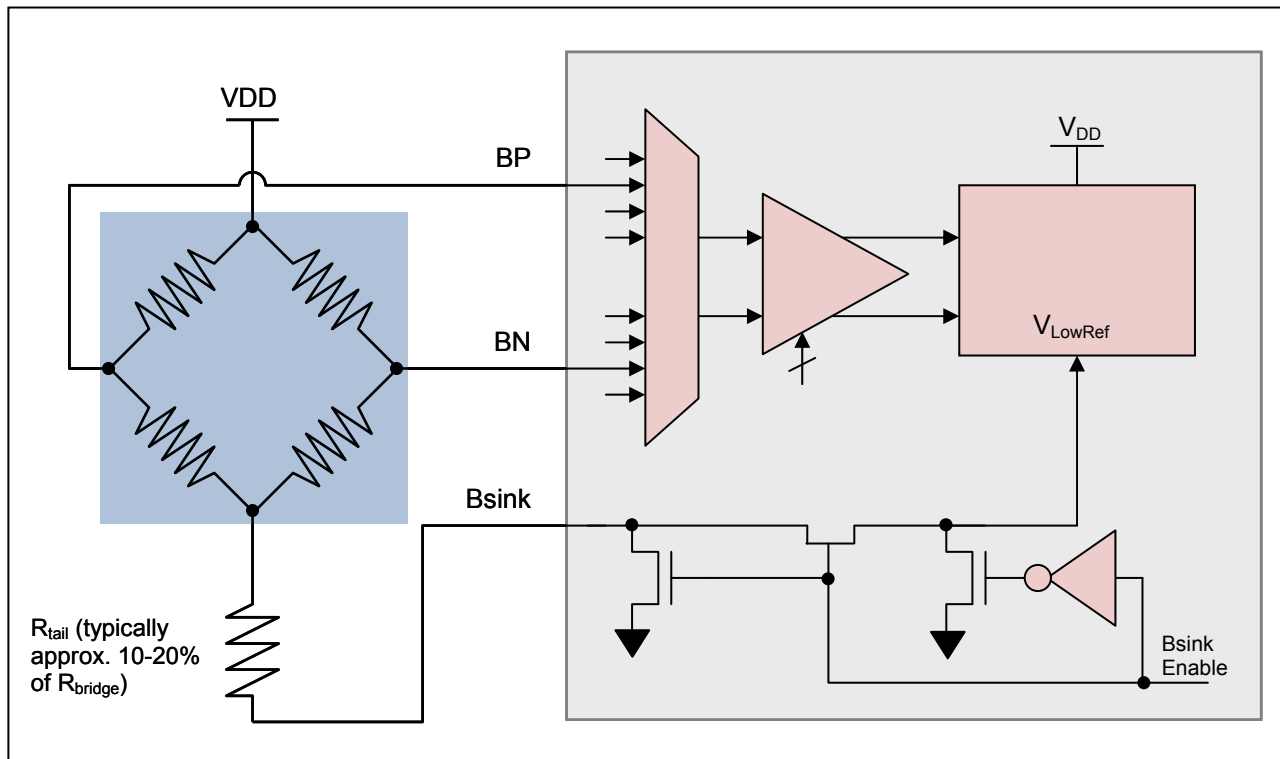 VDD
BP
V_DD
BN
V_LowRef
Bsink
R_tail (typically
approx. 10-20%
of R_bridge)
Bsink
Enable